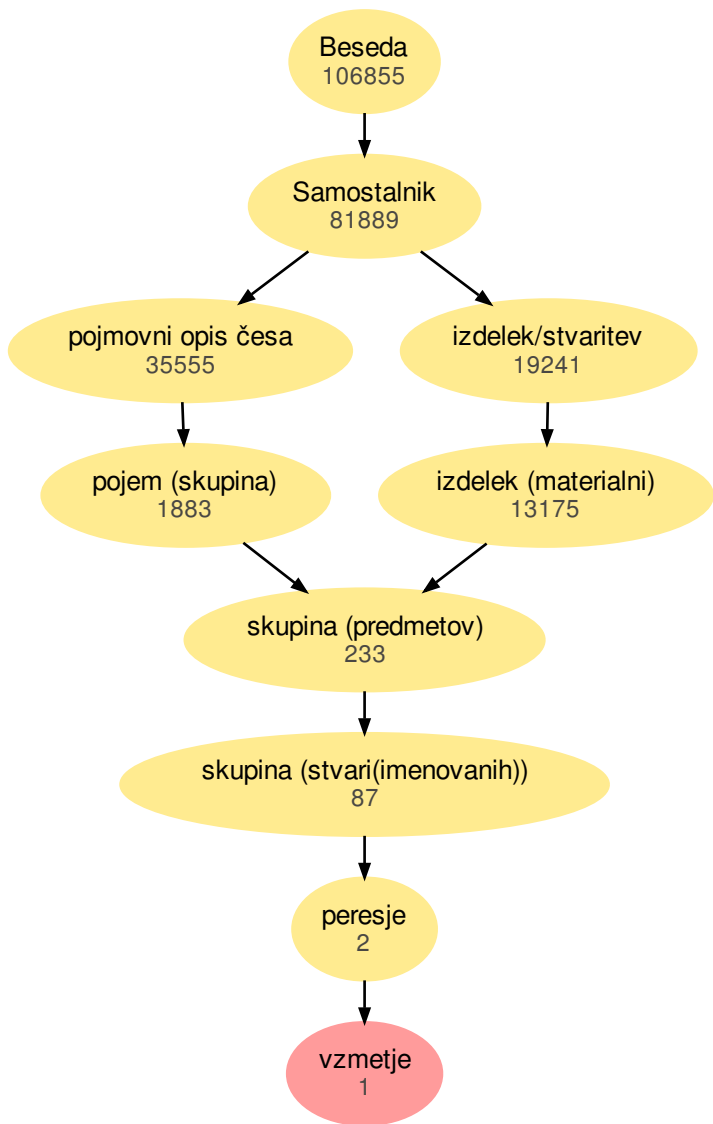 Beseda
106855
Samostalnik
81889
pojmovni opis česa
35555
izdelek/stvaritev
19241
pojem (skupina)
1883
izdelek (materialni)
13175
skupina (predmetov)
233
skupina (stvari(imenovanih))
87
peresje
2
vzmetje
1